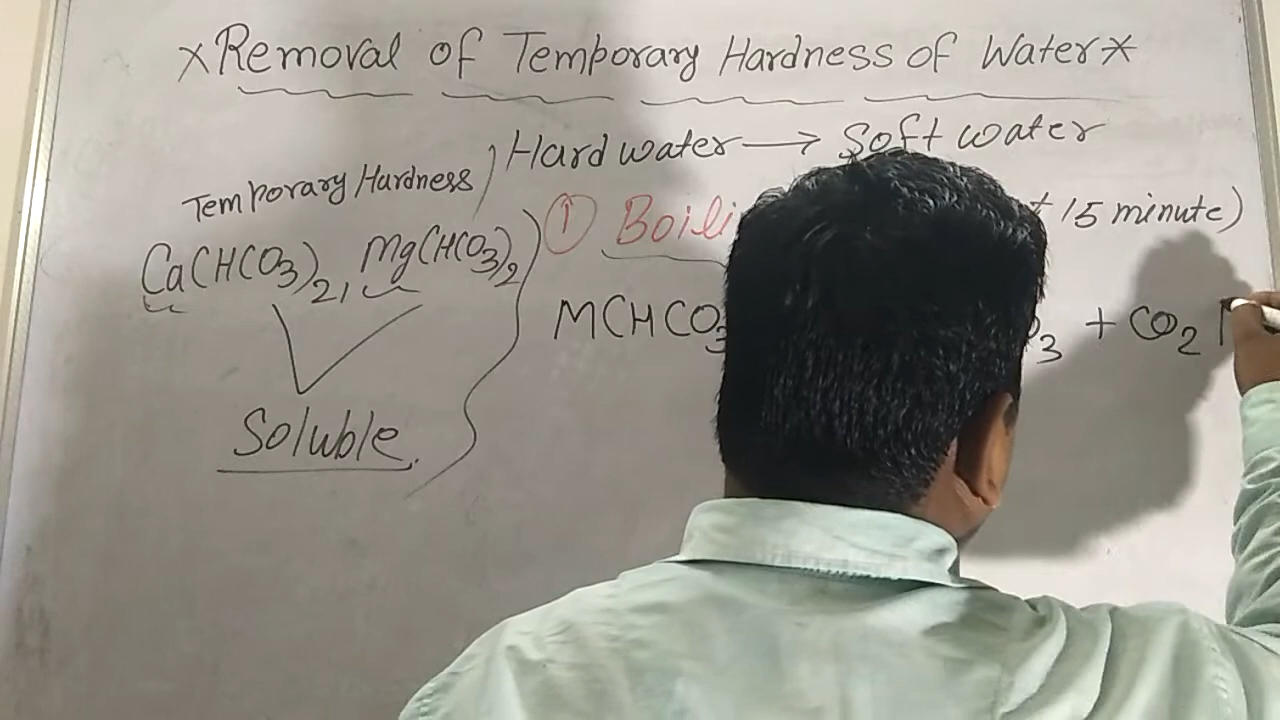 ×Removal of Temporary Hardness of Water×
Hard water → Soft water
Temporary Hardness
① Boili 15 minute)
Ca(HCO3)2, Mg(HCO3)2
M(HCO3 3 + CO2
Soluble.